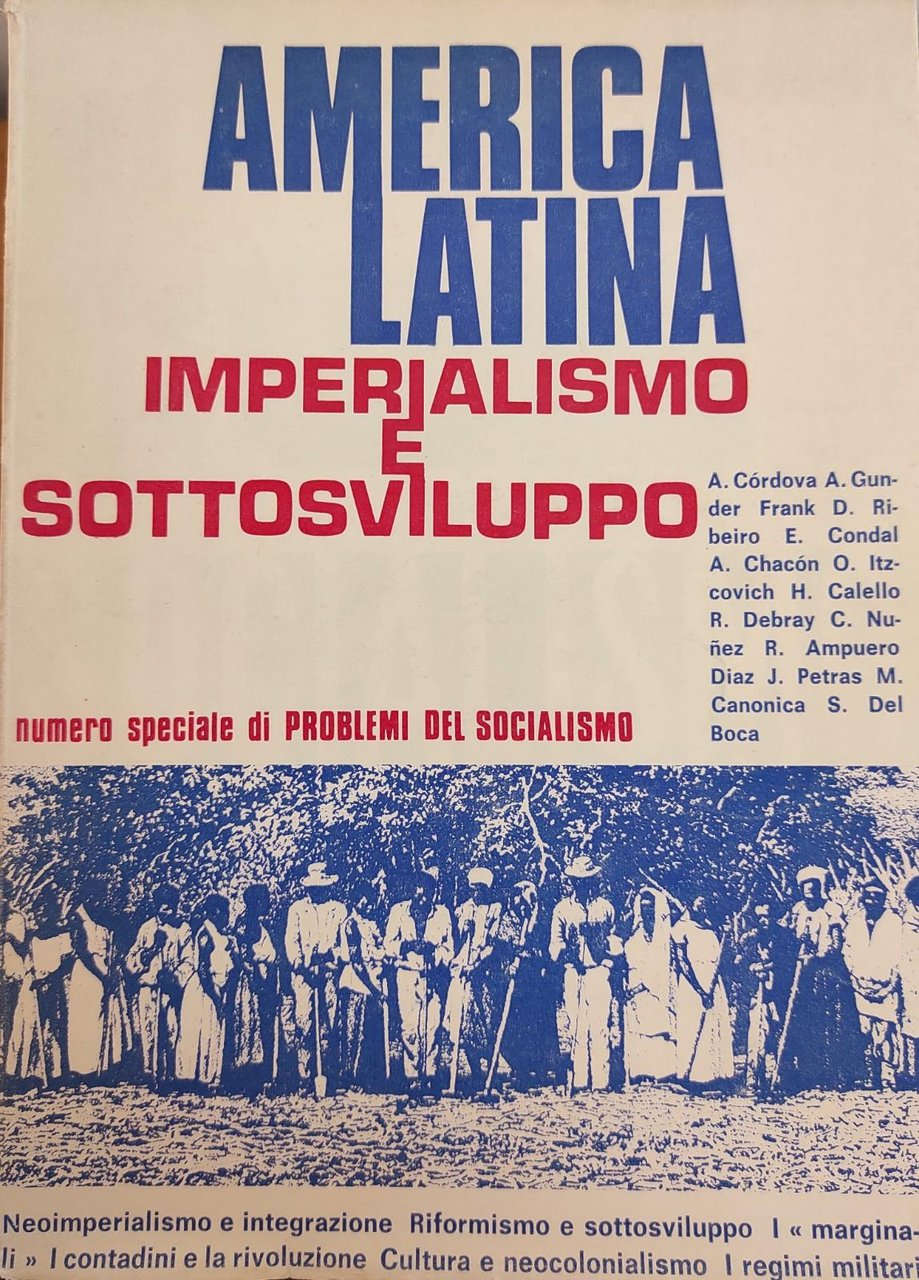 AMERICA
LATINA
IMPERIALISMO
E
SOTTOSVILUPPO
A. Córdova A. Gun-
der Frank D. Ri-
beiro E. Condal
A. Chacón O. Itz-
covich H. Calello
R. Debray C. Nu-
ñez R. Ampuero
Diaz J. Petras M.
Canonica S. Del
Boca
numero speciale di PROBLEMI DEL SOCIALISMO
Neoimperialismo e integrazione Riformismo e sottosviluppo I « margina-
li » I contadini e la rivoluzione Cultura e neocolonialismo I regimi militari